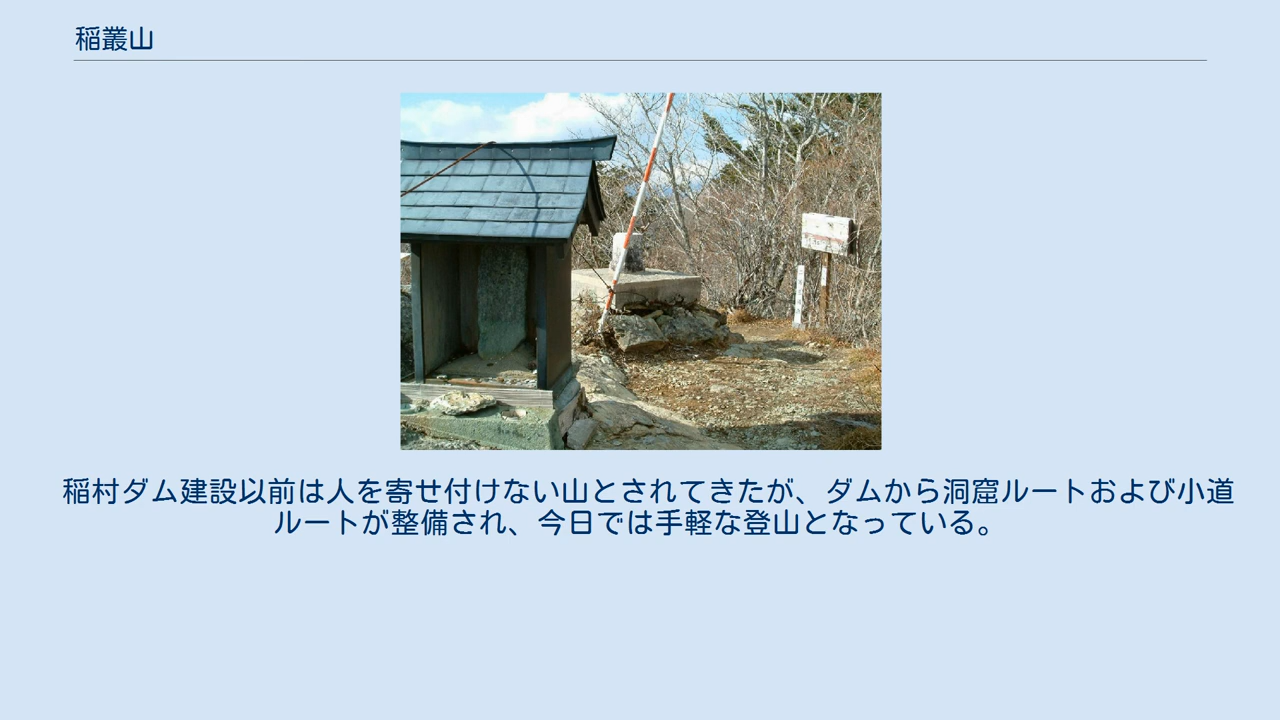 稲叢山
稲村ダム建設以前は人を寄せ付けない山とされてきたが、ダムから洞窟ルートおよび小道
ルートが整備され、今日では手軽な登山となっている。